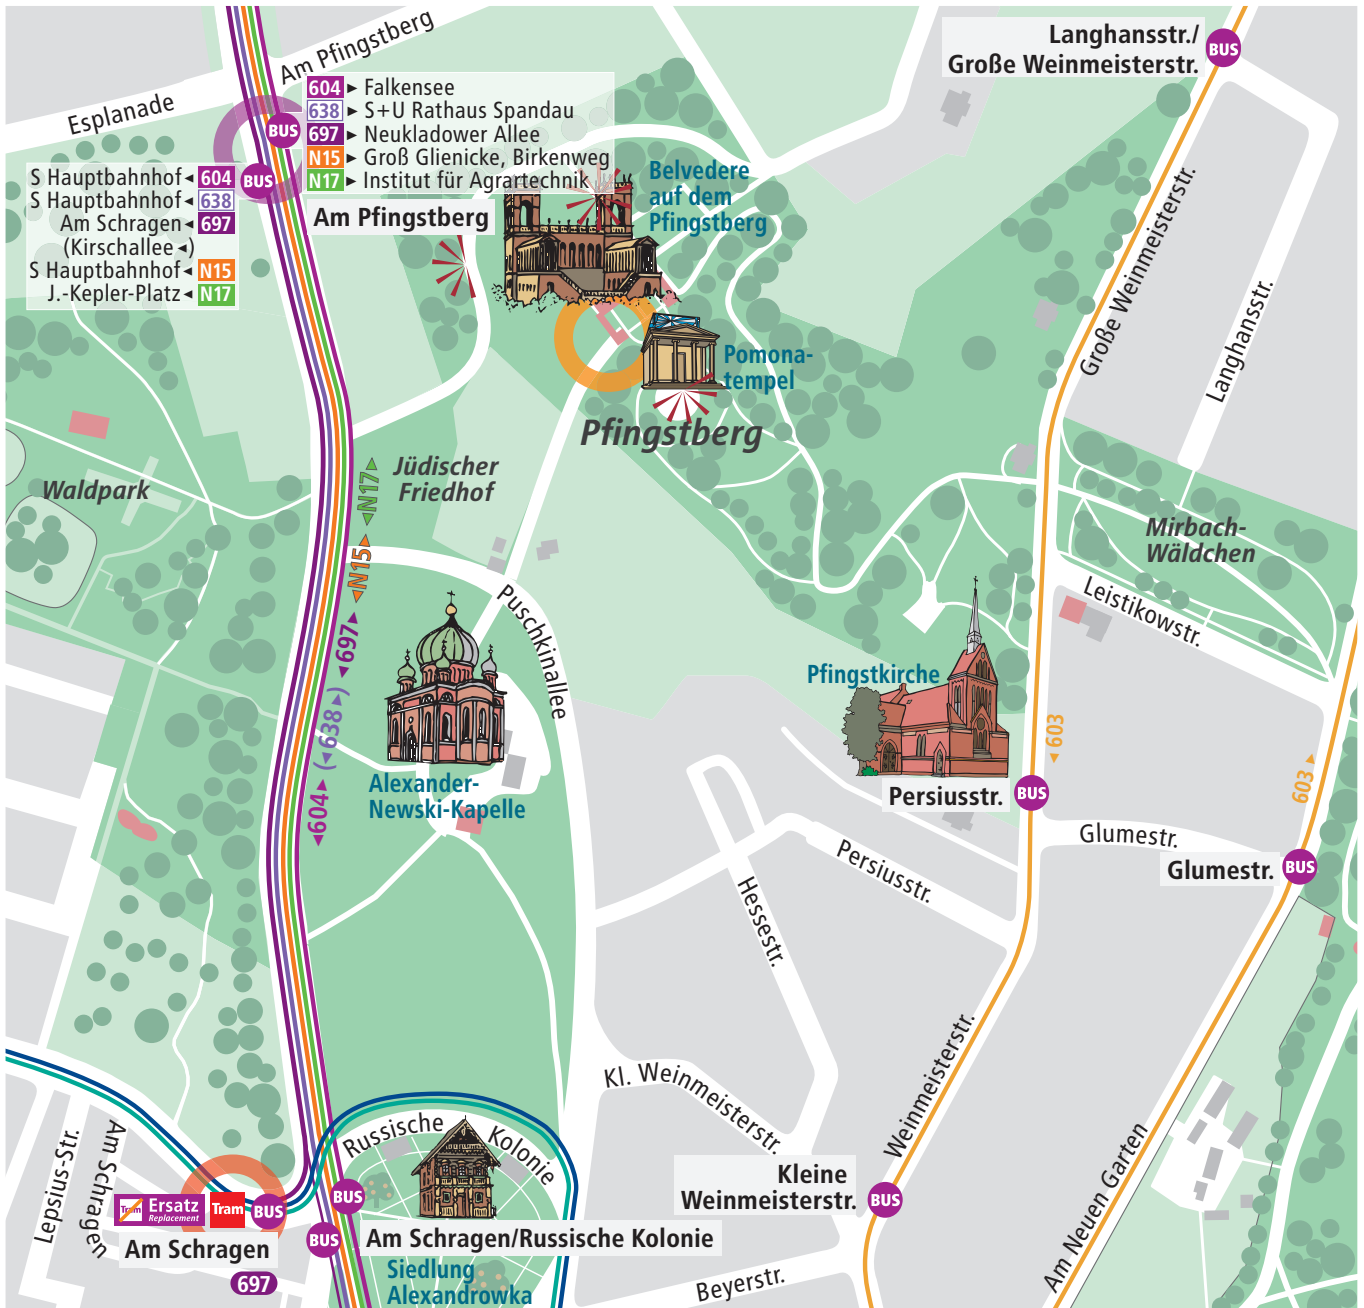 Am Pfingstberg
Esplanade
604 ► Falkensee
638 ► S+U Rathaus Spandau
697 ► Neukladower Allee
N15 ► Groß Glienicke, Birkenweg
N17 ► Institut für Agrartechnik
BUS
BUS
S Hauptbahnhof ◄ 604
S Hauptbahnhof ◄ 638
Am Schragen ◄ 697
(Kirschallee ◄)
S Hauptbahnhof ◄ N15
J.-Kepler-Platz ◄ N17
Am Pfingstberg
Langhansstr./
Große Weinmeisterstr.
BUS
Belvedere
auf dem
Pfingstberg
Pomona-
tempel
Pfingstberg
Große Weinmeisterstr.
Langhansstr.
Waldpark
Jüdischer
Friedhof
◄N17►
◄N15►
◄697►
(◄638►)
◄604►
Mirbach-
Wäldchen
Leistikowstr.
Puschkinallee
Pfingstkirche
Alexander-
Newski-Kapelle
◄603
603►
Persiusstr.
BUS
Glumestr.
Glumestr.
BUS
Persiusstr.
Hessestr.
Kl. Weinmeisterstr.
Weinmeisterstr.
Am Neuen Garten
Russische
Kolonie
Lepsius-Str.
Am Schragen
Tram
Ersatz
Replacement
Tram
BUS
Am Schragen
697
BUS
BUS
Am Schragen/Russische Kolonie
Siedlung
Alexandrowka
Kleine
Weinmeisterstr.
BUS
Beyerstr.